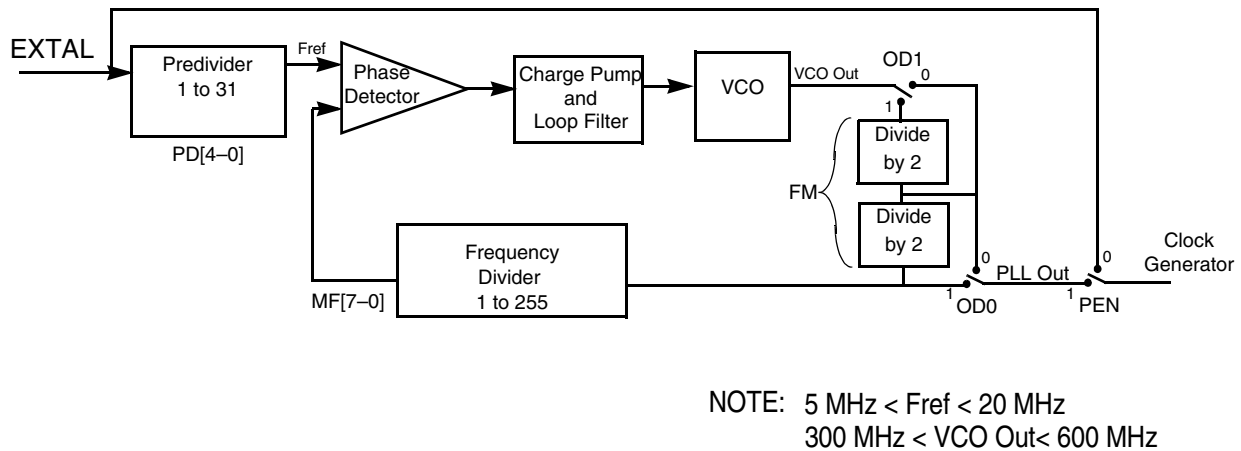 EXTAL
Predivider
1 to 31
PD[4–0]
Fref
Phase
Detector
Charge Pump
and
Loop Filter
VCO
VCO Out
OD1
0
1
Divide
by 2
FM
Divide
by 2
Frequency
Divider
1 to 255
MF[7–0]
0
1
OD0
PLL Out
0
1
PEN
Clock
Generator
NOTE: 5 MHz < Fref < 20 MHz
300 MHz < VCO Out< 600 MHz